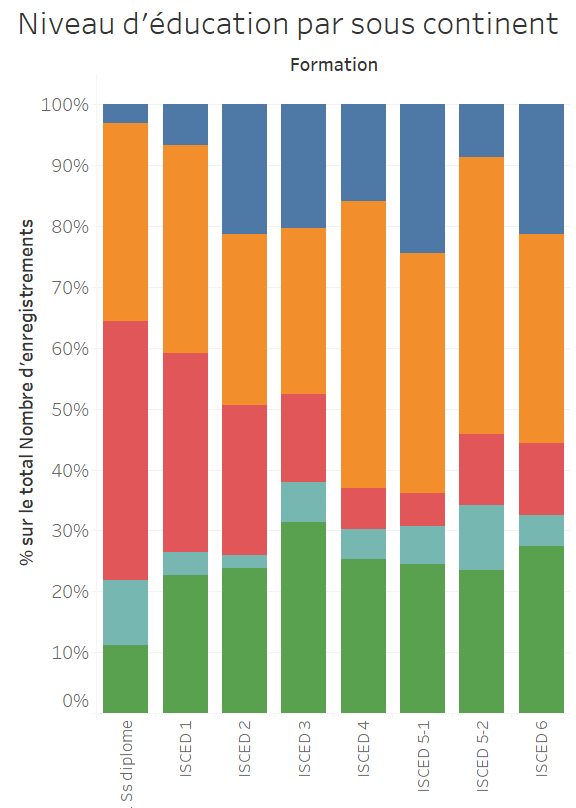 Niveau d'éducation par sous continent
Formation
% sur le total Nombre d'enregistrements
100%
90%
80%
70%
60%
50%
40%
30%
20%
10%
0%
. Ss diplome
ISCED 1
ISCED 2
ISCED 3
ISCED 4
ISCED 5-1
ISCED 5-2
ISCED 6